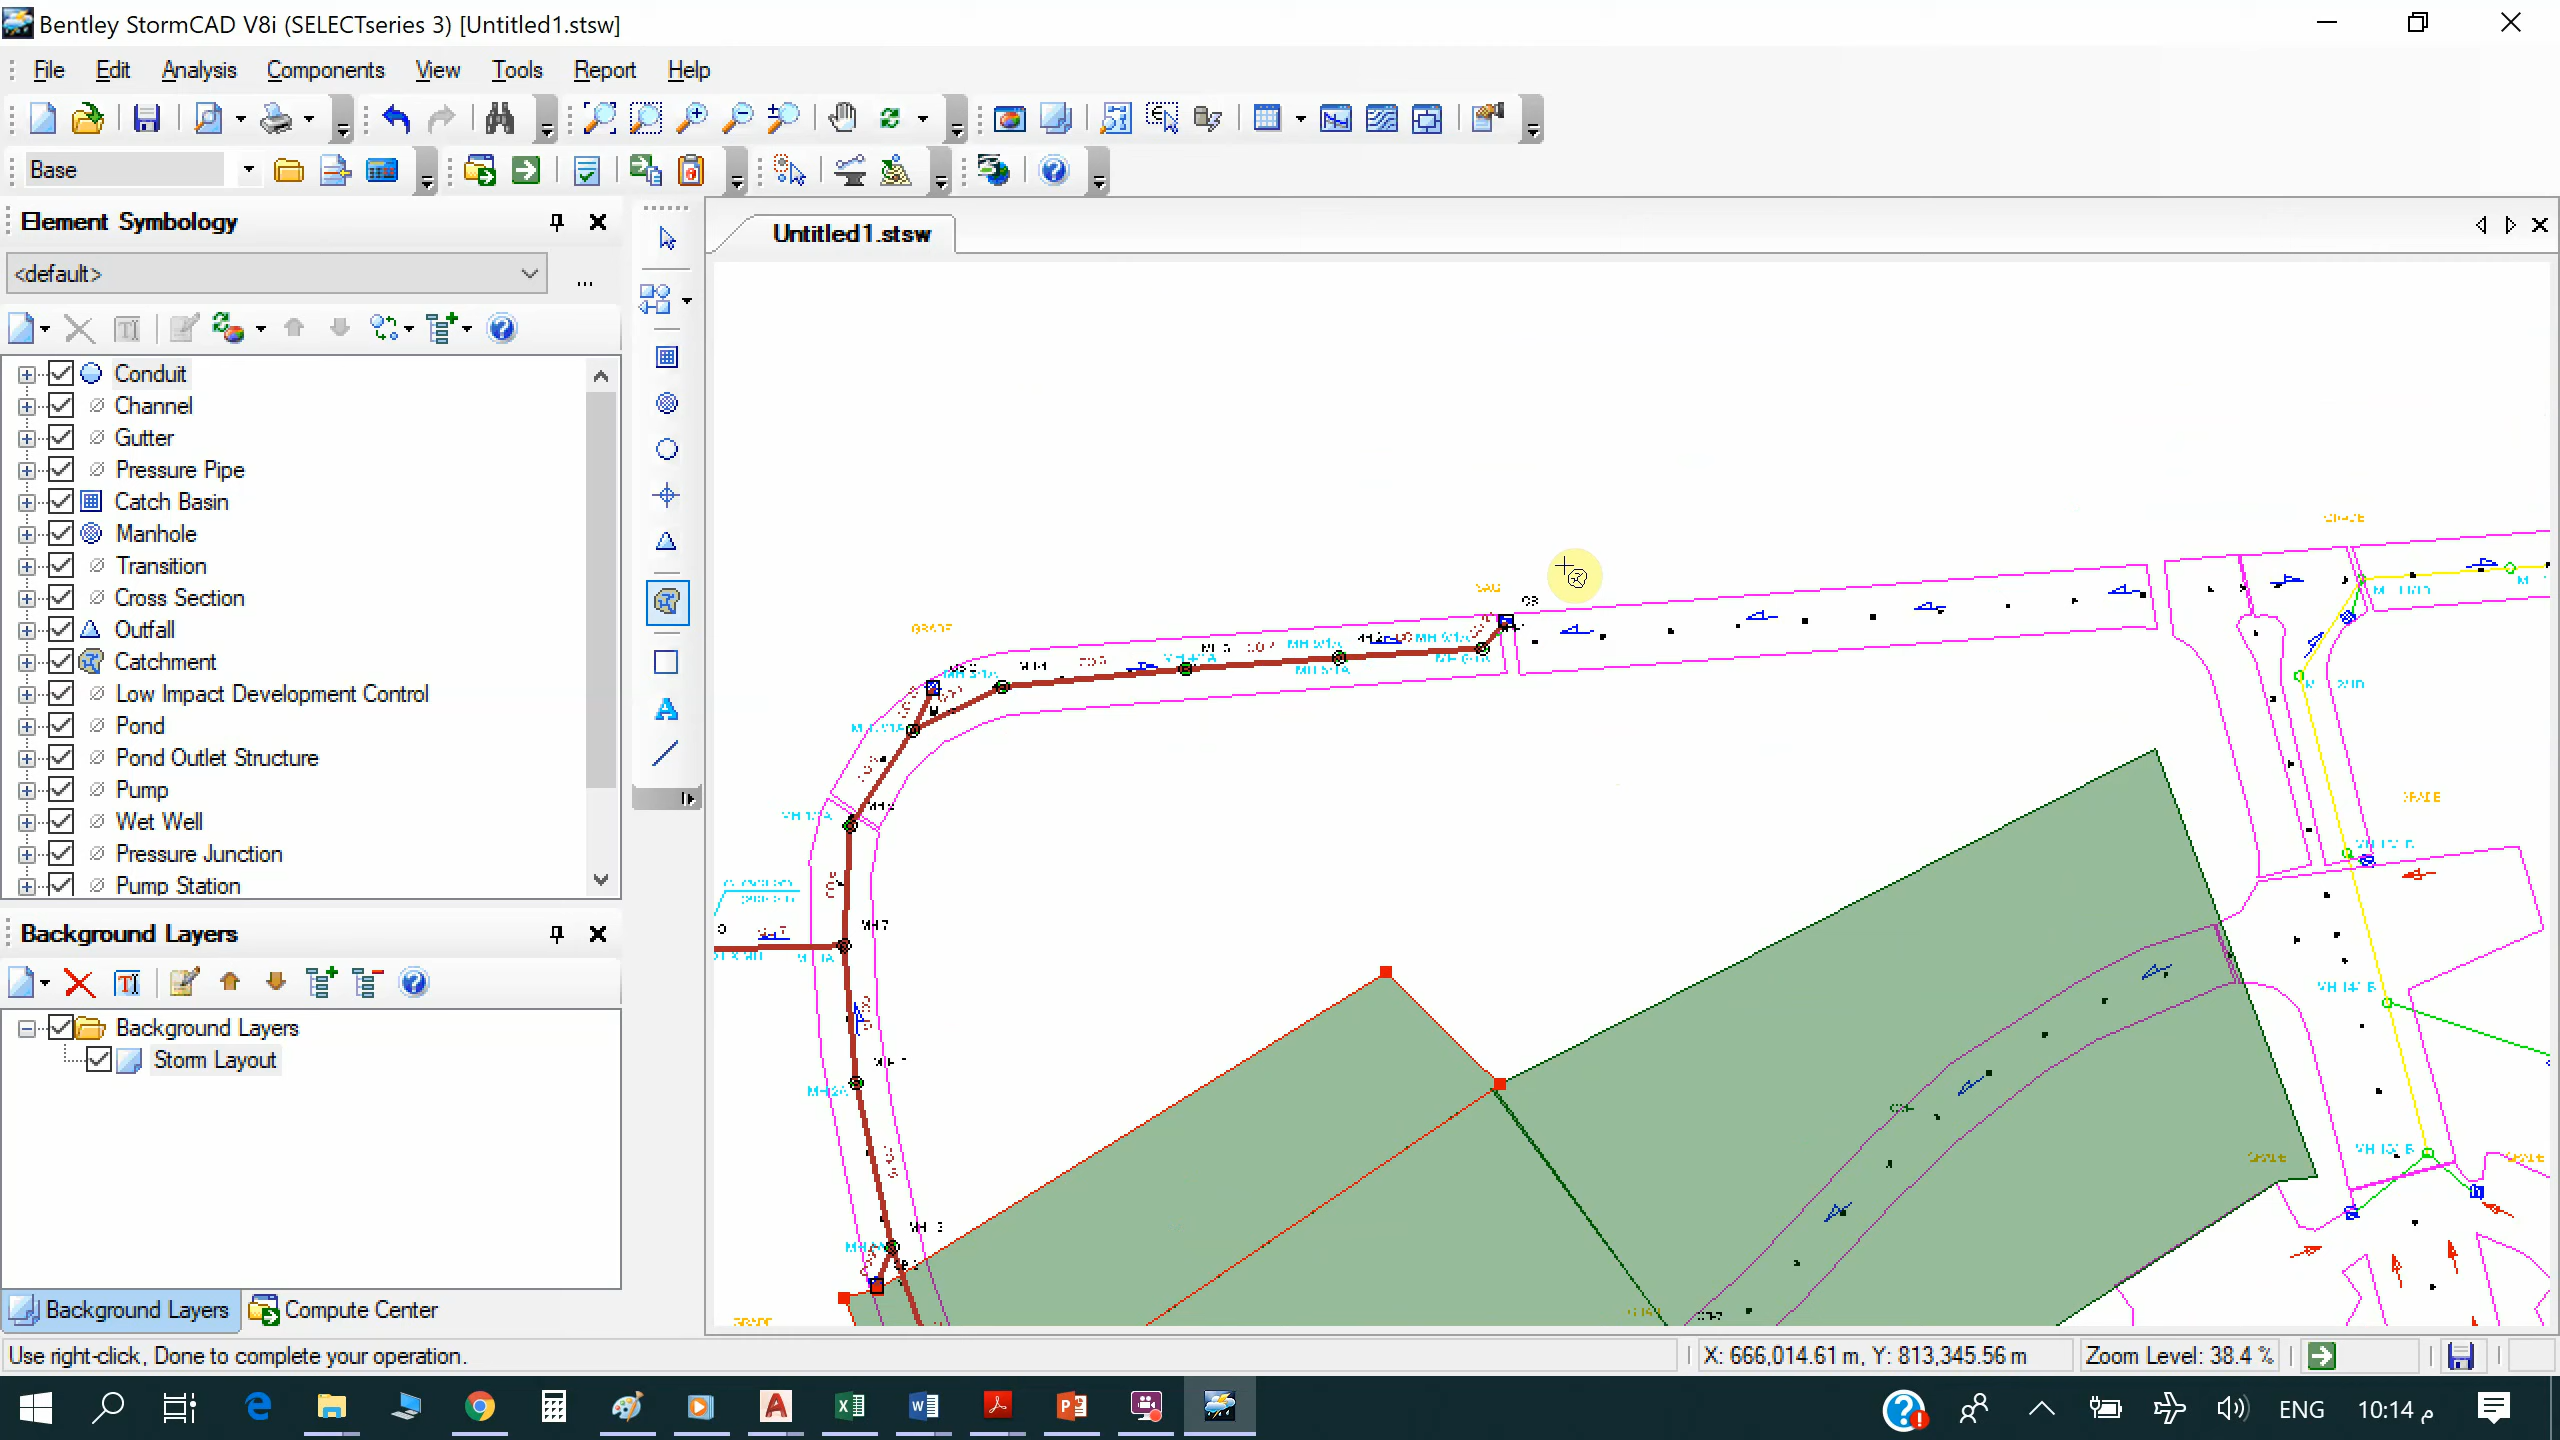 Bentley StormCAD V8i (SELECTseries 3) [Untitled1.stsw]
File Edit Analysis Components View Tools Report Help
Base
Element Symbology
Untitled1.stsw
<default>
...
Conduit
Channel
Gutter
Pressure Pipe
Catch Basin
Manhole
Transition
Cross Section
Outfall
Catchment
Low Impact Development Control
Pond
Pond Outlet Structure
Pump
Wet Well
Pressure Junction
Pump Station
A
GRADE
GRADE
GRADE
GRADE
Background Layers
Background Layers
Storm Layout
Background Layers Compute Center
Use right-click, Done to complete your operation.
X: 666,014.61 m, Y: 813,345.56 m
Zoom Level: 38.4 %
ENG
10:14 م